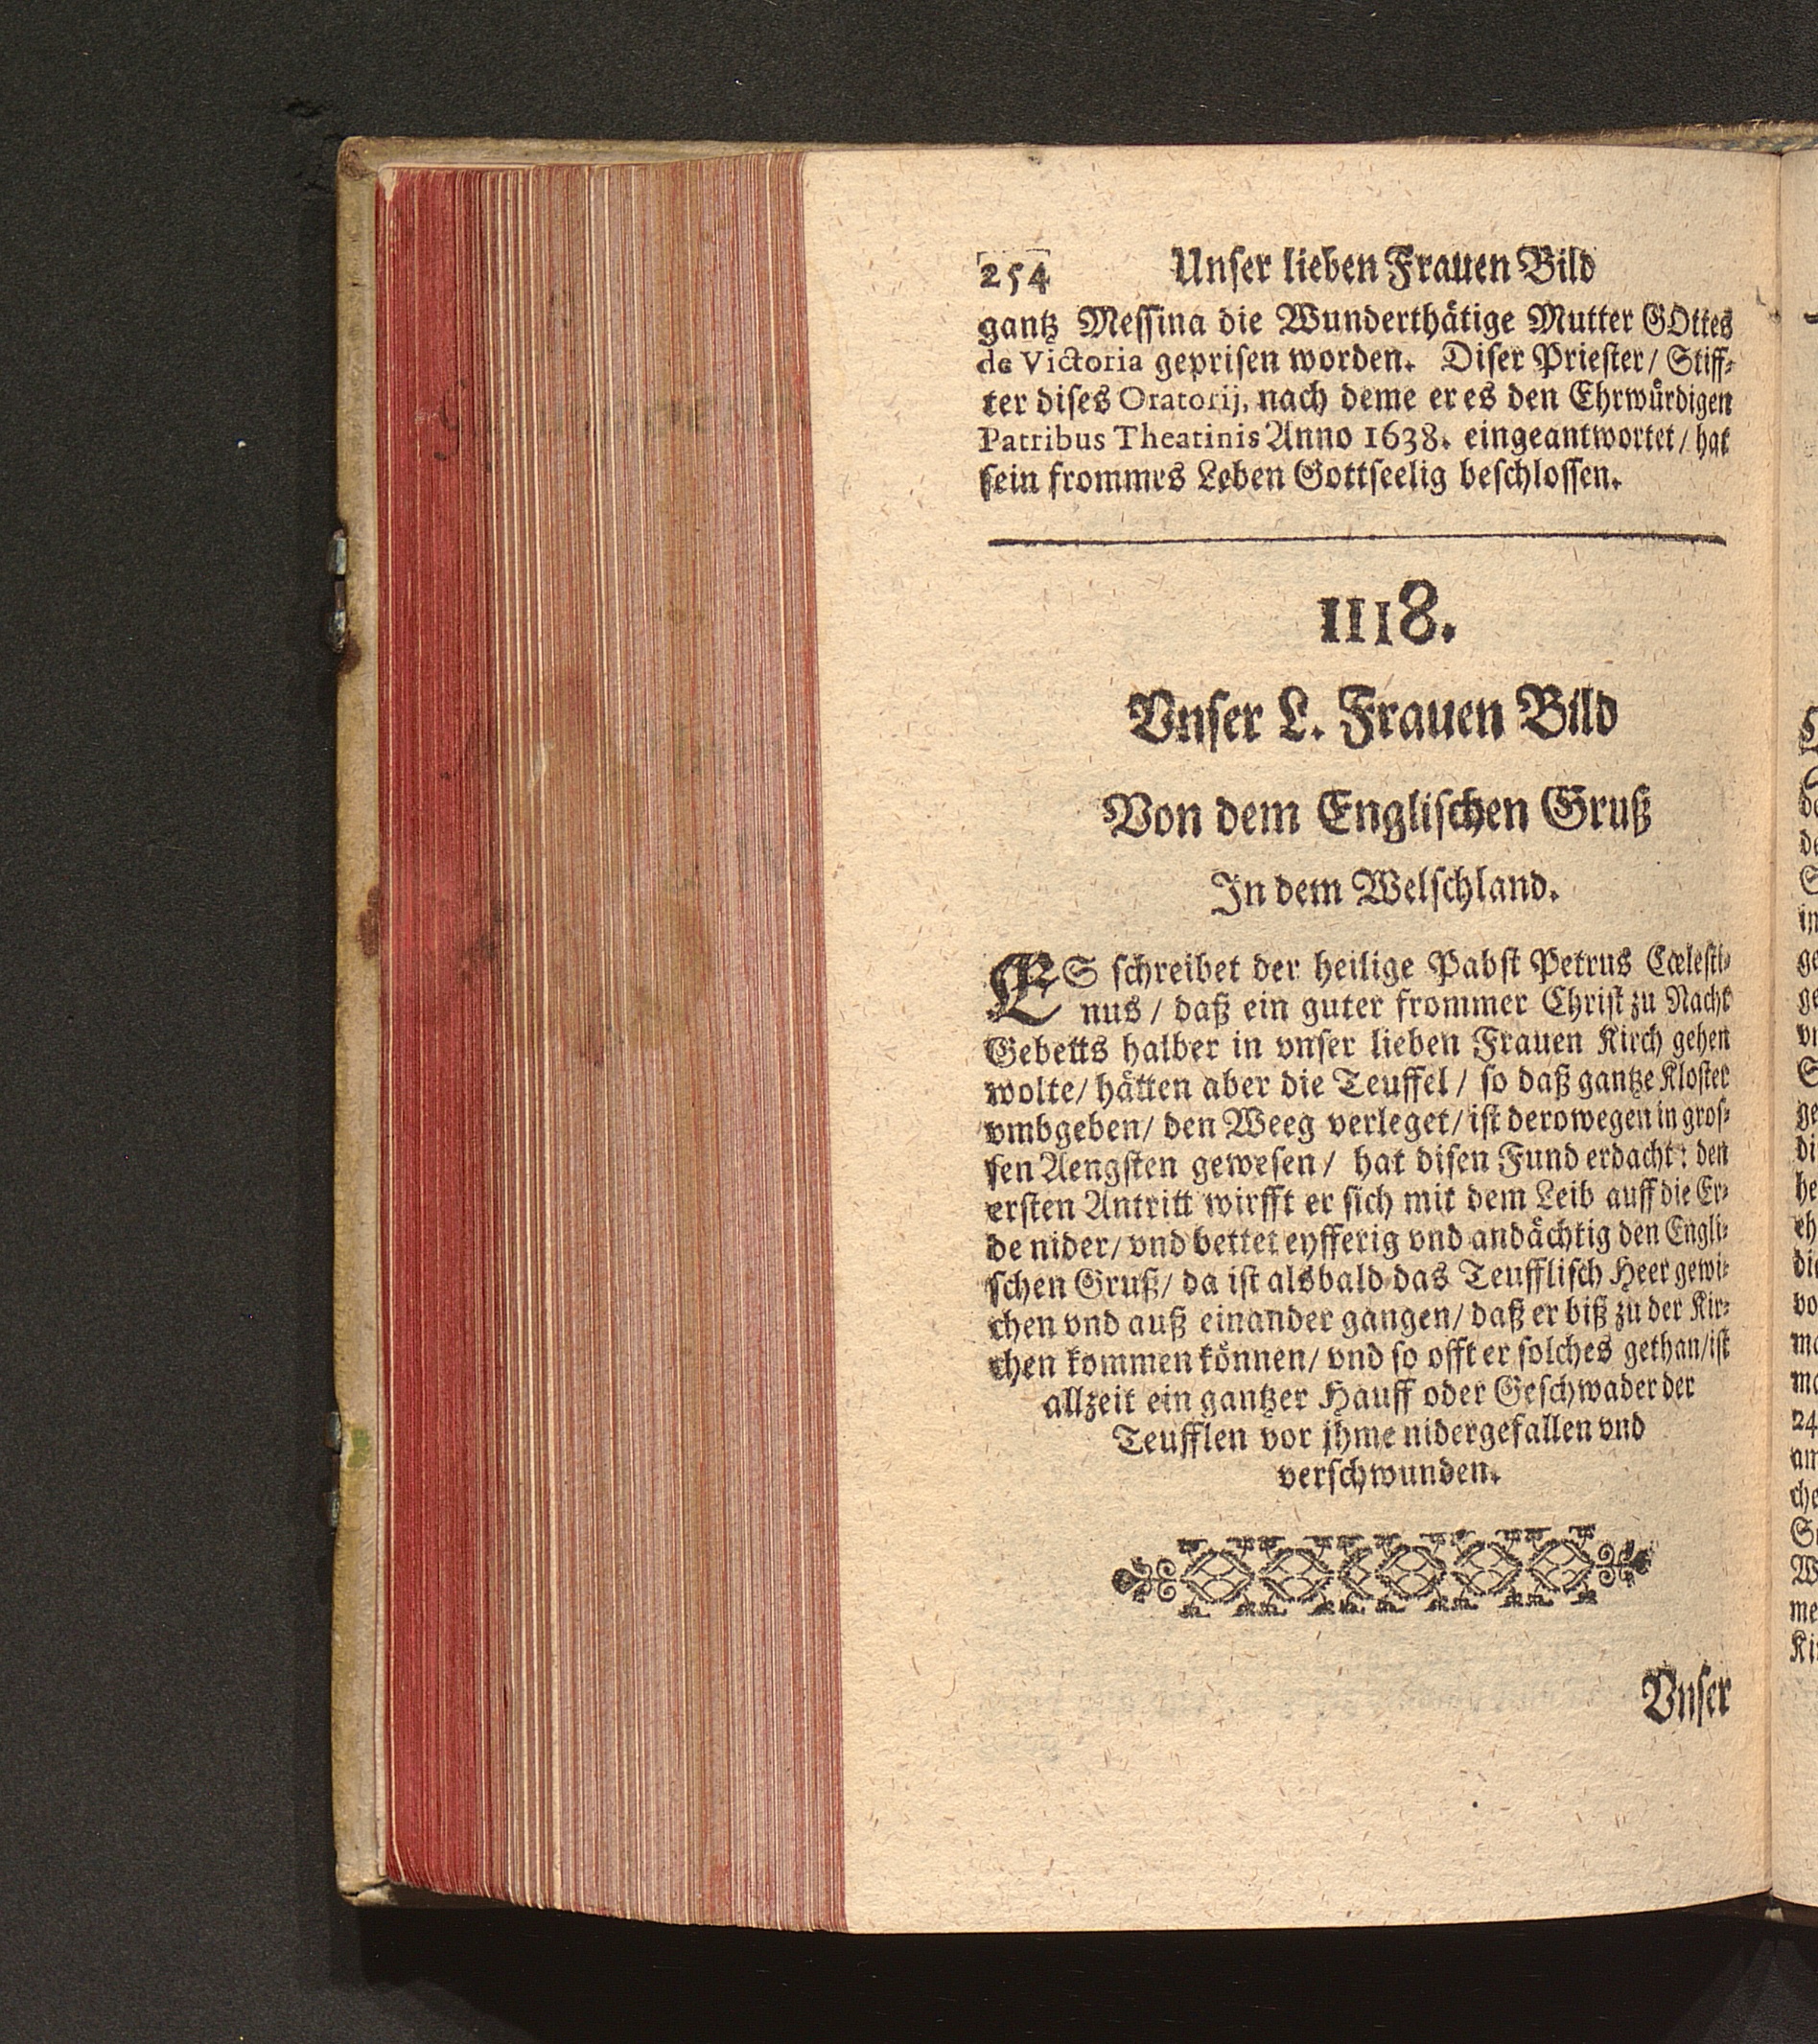 254 Unser lieben Frauen Bild
gantz Messina die Wunderthätige Mutter GOttes
de Victoria geprisen worden. Diser Priester/ Stiff-
ter dises Oratorij, nach deme er es den Ehrwürdigen
Patribus Theatinis Anno 1638. eingeantwortet/ hat
sein frommes Leben Gottseelig beschlossen.
1118.
Vnser L. Frauen Bild
Von dem Englischen Gruß
In dem Welschland.
ES schreibet der heilige Pabst Petrus Cœlesti-
nus / daß ein guter frommer Christ zu Nacht
Gebetts halber in vnser lieben Frauen Kirch gehen
wolte/ hätten aber die Teuffel / so daß gantze Kloster
vmbgeben/ den Weeg verleget/ ist derowegen in gros-
sen Aengsten gewesen/ hat disen Fund erdacht: den
ersten Antritt wirfft er sich mit dem Leib auff die Er-
de nider/ vnd bettet eyfferig vnd andächtig den Engli-
schen Gruß/ da ist alsbald das Teufflisch Heer gewi-
chen vnd auß einander gangen/ daß er biß zu der Kir-
chen kommen können/ vnd so offt er solches gethan/ist
allzeit ein gantzer Hauff oder Geschwader der
Teufflen vor jhme nidergefallen vnd
verschwunden.
Vnser